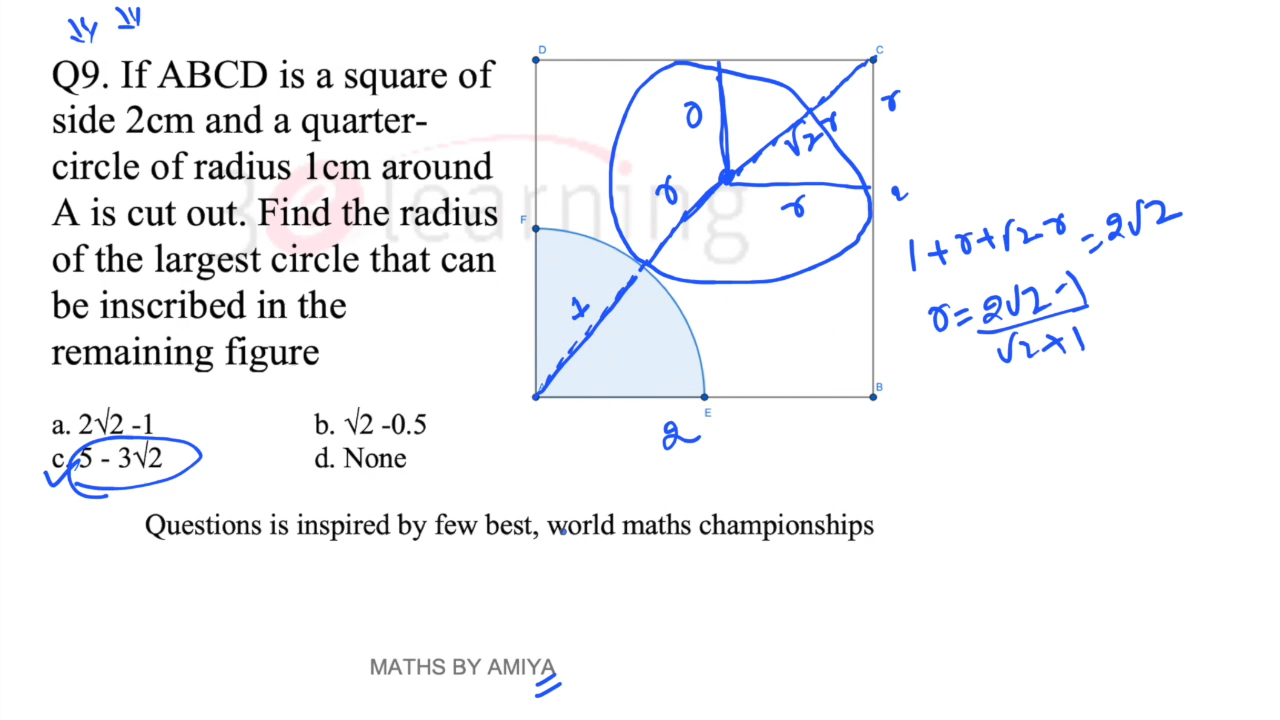 Q9. If ABCD is a square of
side 2cm and a quarter-
circle of radius 1cm around
A is cut out. Find the radius
of the largest circle that can
be inscribed in the
remaining figure
a. 2√2 -1
b. √2 -0.5
c. 5 - 3√2
d. None
Questions is inspired by few best, world maths championships
MATHS BY AMIYA
D
C
F
A
E
B
r
√2 r
r
r
1
2
1 + r + √2 r = 2√2
r = 2√2 - 1
√2 + 1
elearning